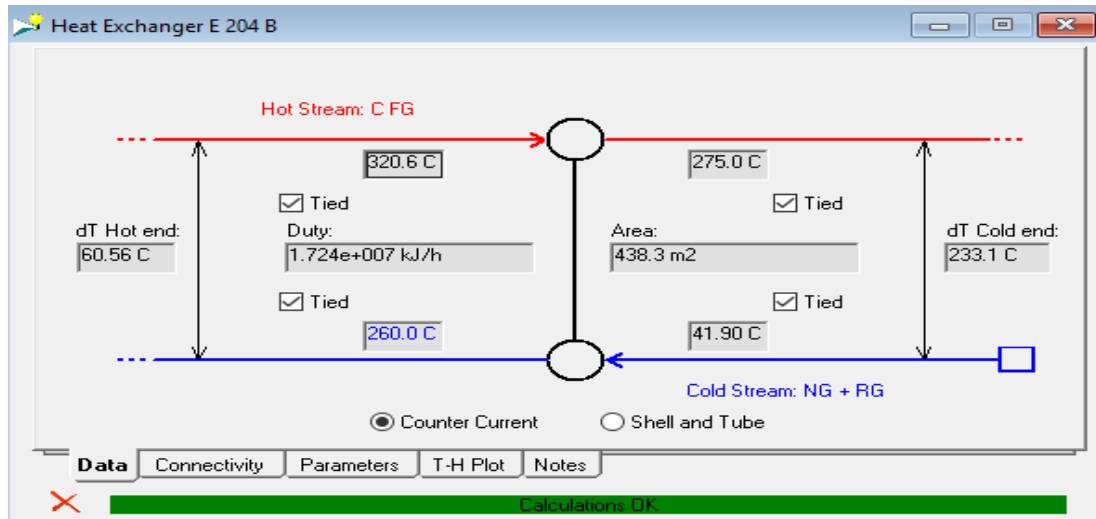 Heat Exchanger E 204 B
Hot Stream: C FG
320.6 C
275.0 C
Tied
Tied
dT Hot end:
Duty:
Area:
dT Cold end:
60.56 C
1.724e+007 kJ/h
438.3 m2
233.1 C
Tied
Tied
260.0 C
41.90 C
Cold Stream: NG + RG
Counter Current
Shell and Tube
Data
Connectivity
Parameters
T-H Plot
Notes
Calculations OK